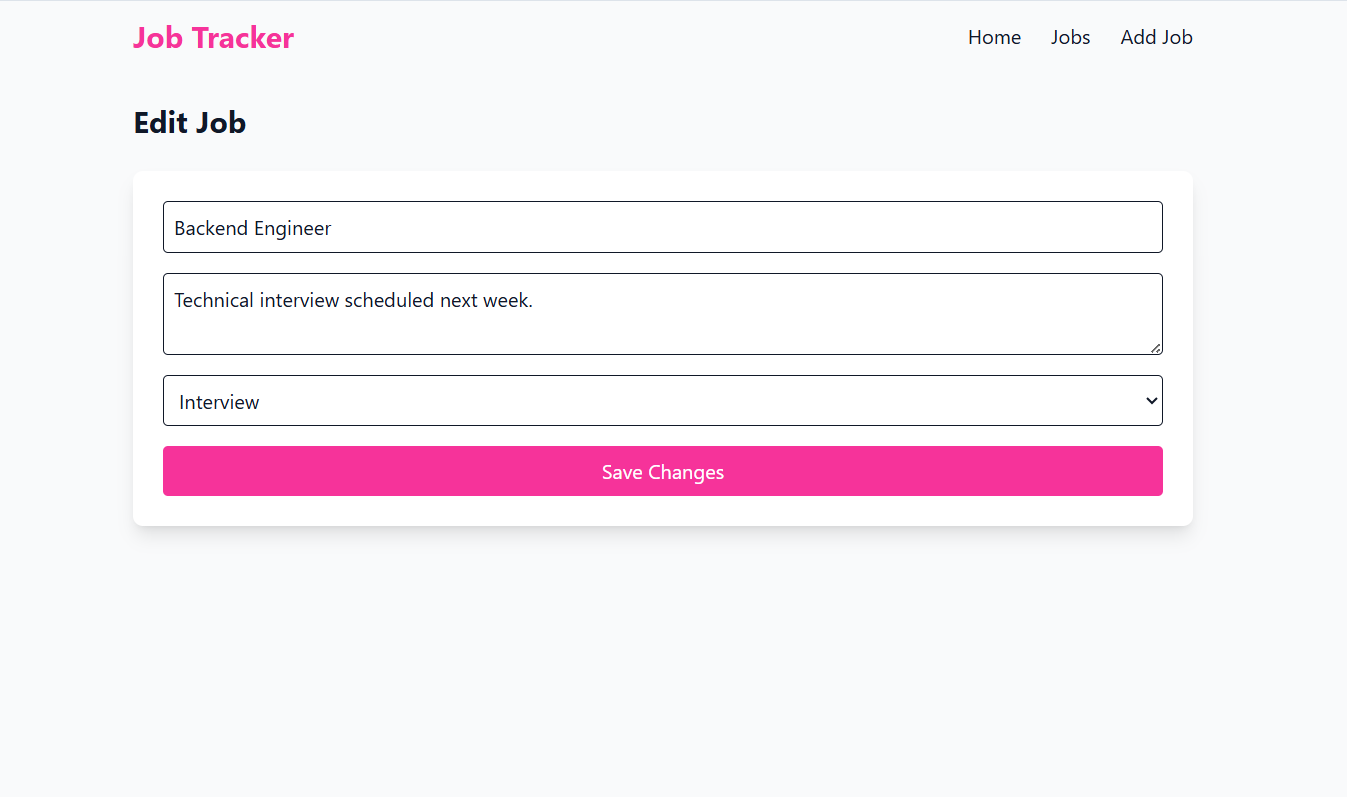 Job Tracker
Home Jobs Add Job
Edit Job
Backend Engineer
Technical interview scheduled next week.
Interview
Save Changes